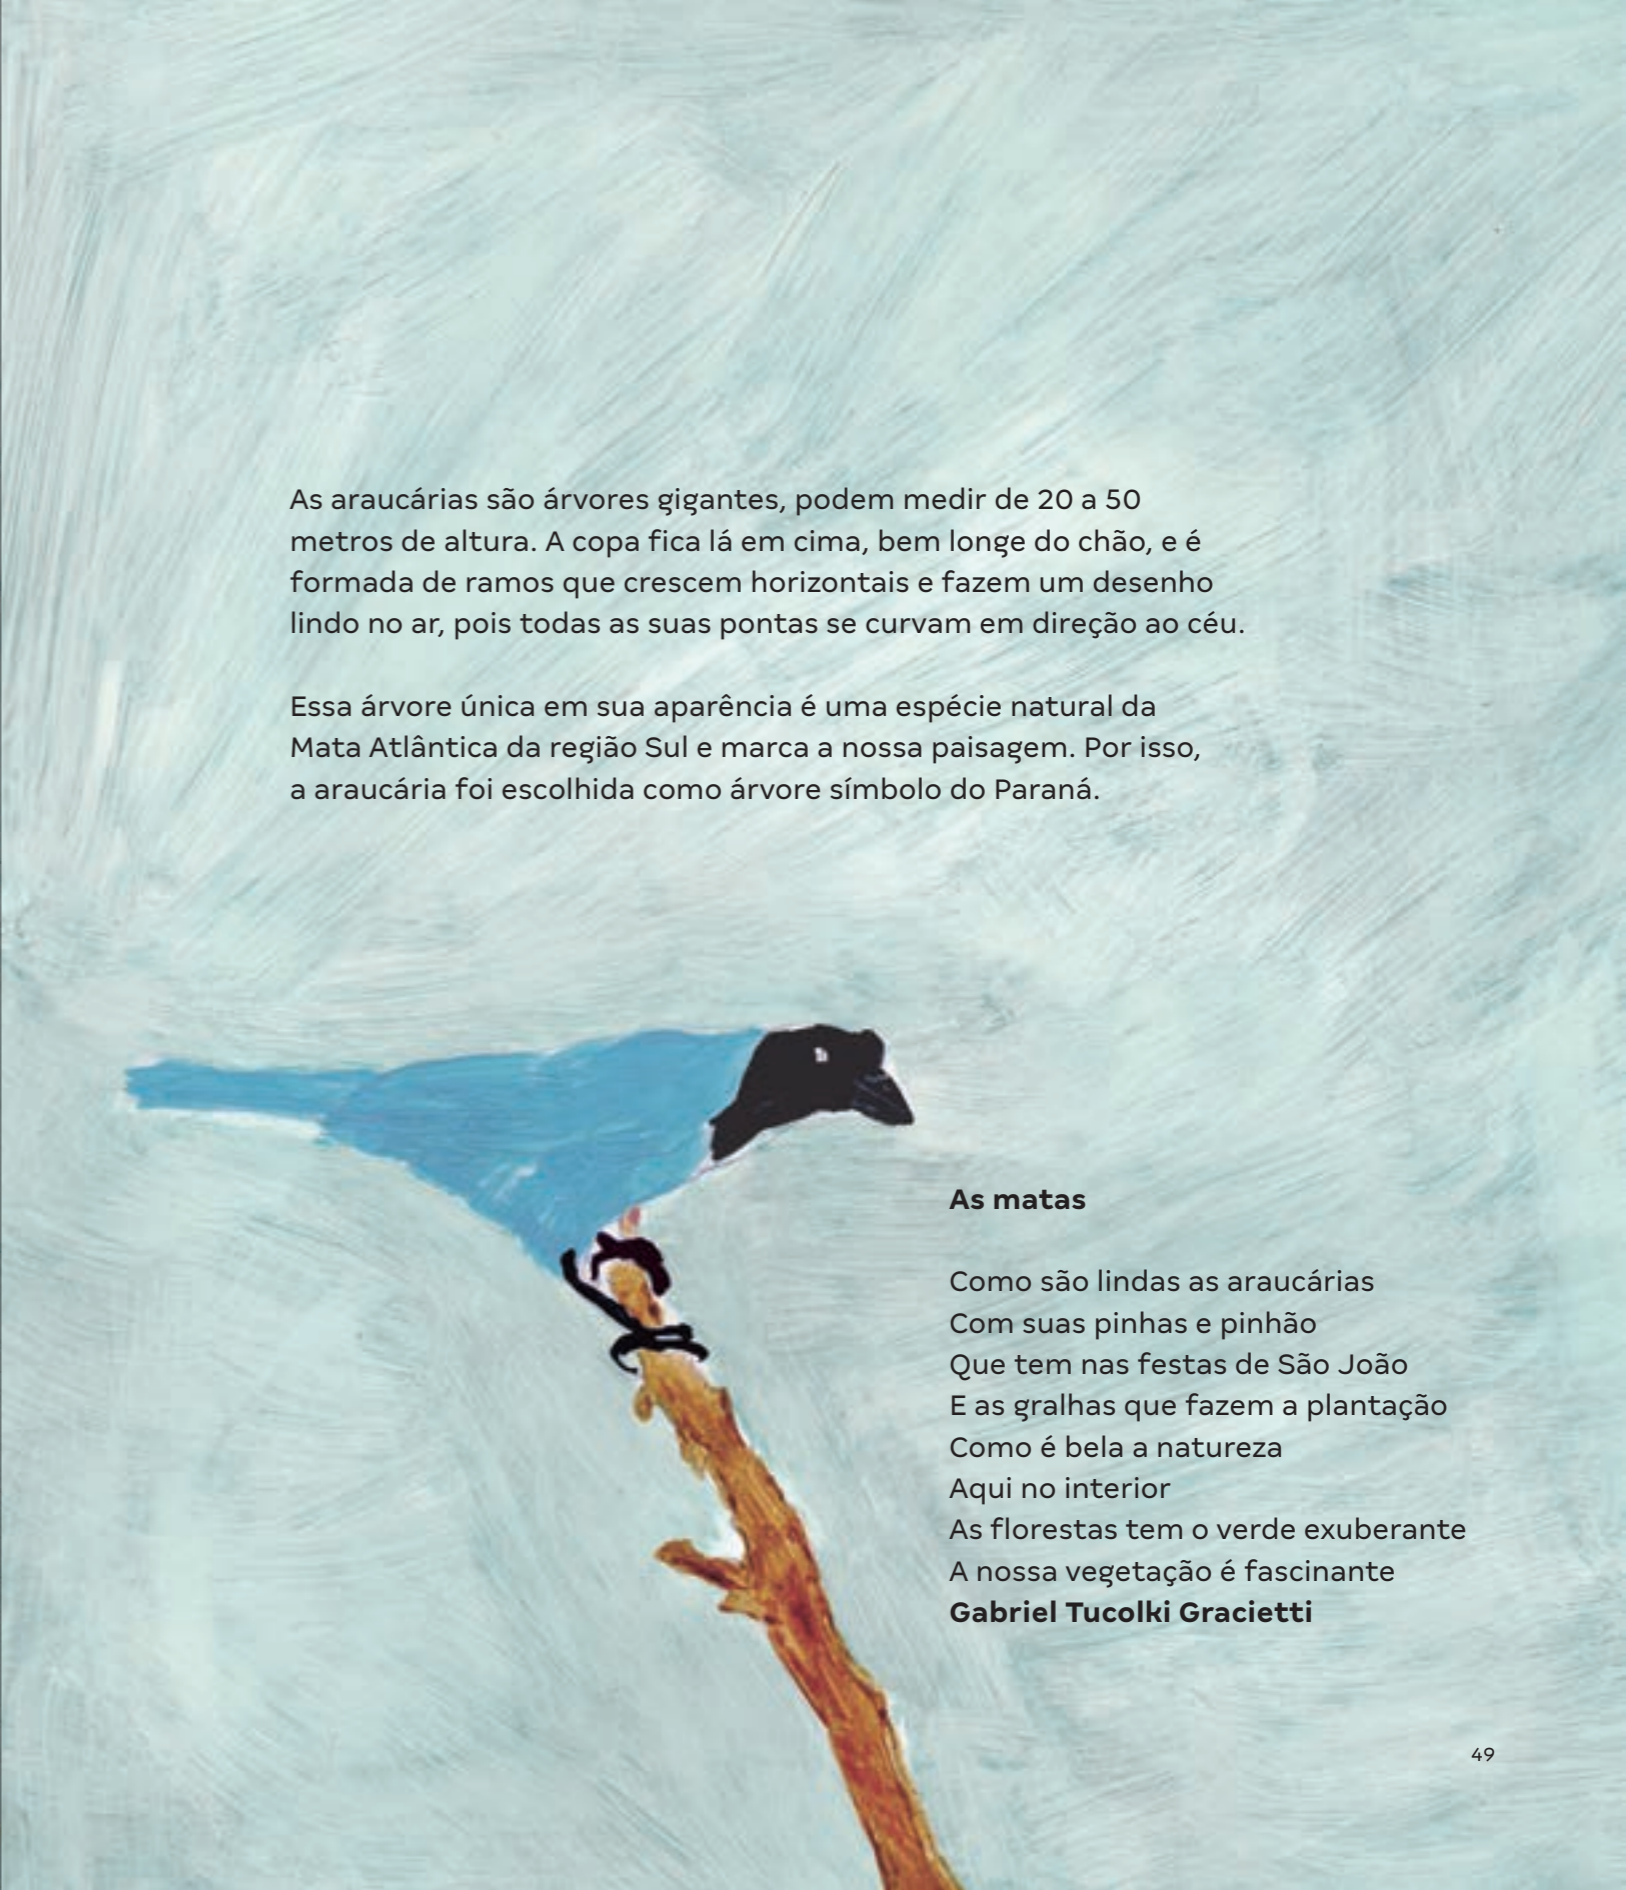 As araucárias são árvores gigantes, podem medir de 20 a 50
metros de altura. A copa fica lá em cima, bem longe do chão, e é
formada de ramos que crescem horizontais e fazem um desenho
lindo no ar, pois todas as suas pontas se curvam em direção ao céu.
Essa árvore única em sua aparência é uma espécie natural da
Mata Atlântica da região Sul e marca a nossa paisagem. Por isso,
a araucária foi escolhida como árvore símbolo do Paraná.
As matas
Como são lindas as araucárias
Com suas pinhas e pinhão
Que tem nas festas de São João
E as gralhas que fazem a plantação
Como é bela a natureza
Aqui no interior
As florestas tem o verde exuberante
A nossa vegetação é fascinante
Gabriel Tucolki Gracietti
49